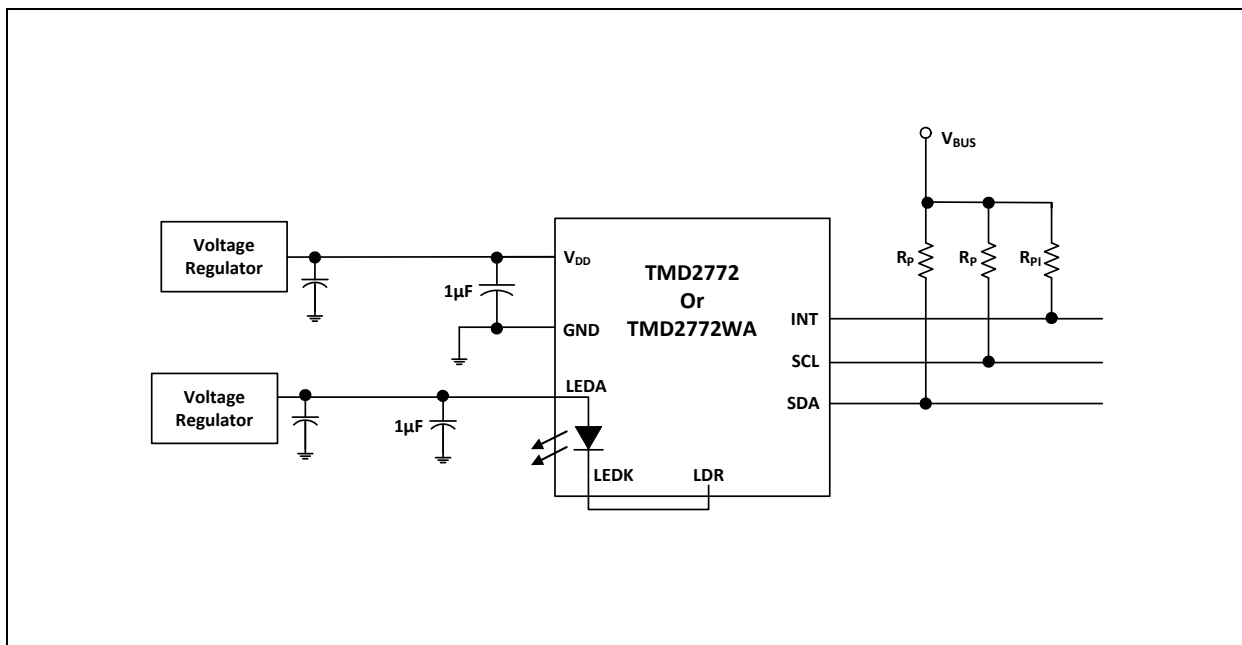 V_BUS
Voltage
Regulator
V_DD
TMD2772
Or
TMD2772WA
R_P
R_P
R_PI
1µF
GND
INT
SCL
SDA
Voltage
Regulator
LEDA
1µF
LEDK
LDR